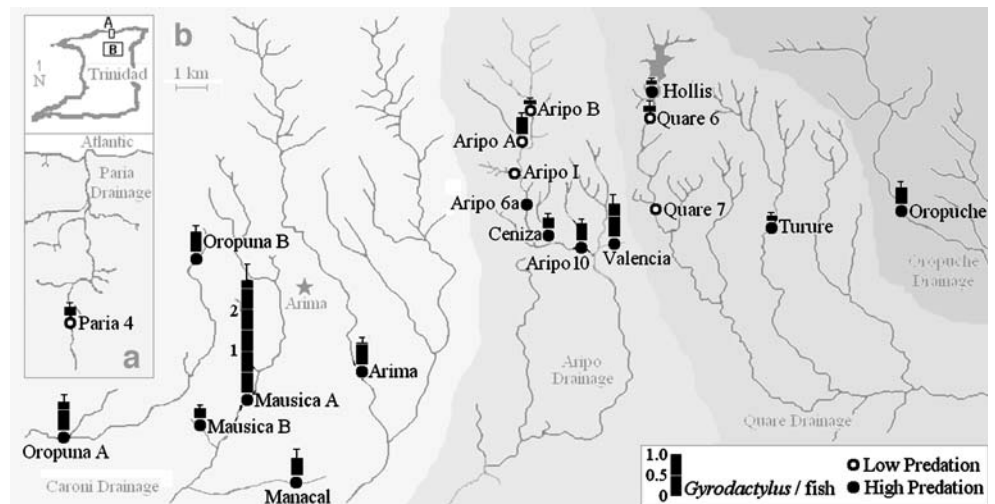 A
B
Trinidad
N
Atlantic
Paria
Drainage
Paria 4
a
b
1 km
Oropuna B
2
1
Arima
Arima
Mausica A
Mausica B
Oropuna A
Caroni Drainage
Manacal
Aripo B
Aripo A
Aripo I
Aripo 6a
Ceniza
Aripo 10
Valencia
Aripo
Drainage
Hollis
Quare 6
Quare 7
Turure
Oropuche
Oropuche
Drainage
Quare Drainage
1.0
0.5
0
Gyrodactylus / fish
Low Predation
High Predation